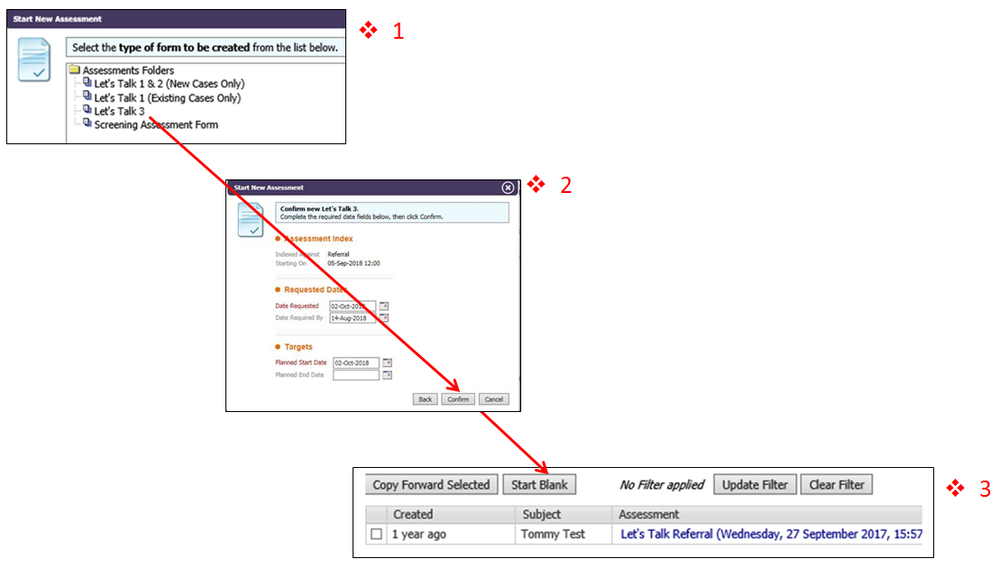 Start New Assessment
1
Select the type of form to be created from the list below.
Assessments Folders
Let's Talk 1 & 2 (New Cases Only)
Let's Talk 1 (Existing Cases Only)
Let's Talk 3
Screening Assessment Form
Start New Assessment
2
Confirm new Let's Talk 3.
Complete the required date fields below, then click Confirm.
Assessment Index
Indexed Against Referral
Starting On 05-Sep-2018 12:00
Requested Dates
Date Requested 02-Oct-2018
Date Required By 14-Aug-2018
Targets
Planned Start Date 02-Oct-2018
Planned End Date
Back Confirm Cancel
Copy Forward Selected Start Blank No Filter applied Update Filter Clear Filter
3
Created Subject Assessment
1 year ago Tommy Test Let's Talk Referral (Wednesday, 27 September 2017, 15:57